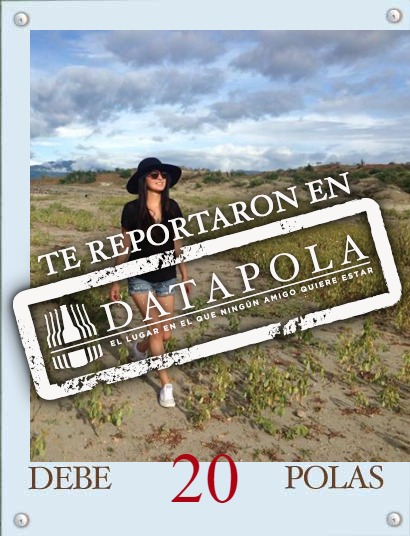 TE REPORTARON EN
DATAPOLA
EL LUGAR EN EL QUE NINGÚN AMIGO QUIERE ESTAR
DEBE 20 POLAS